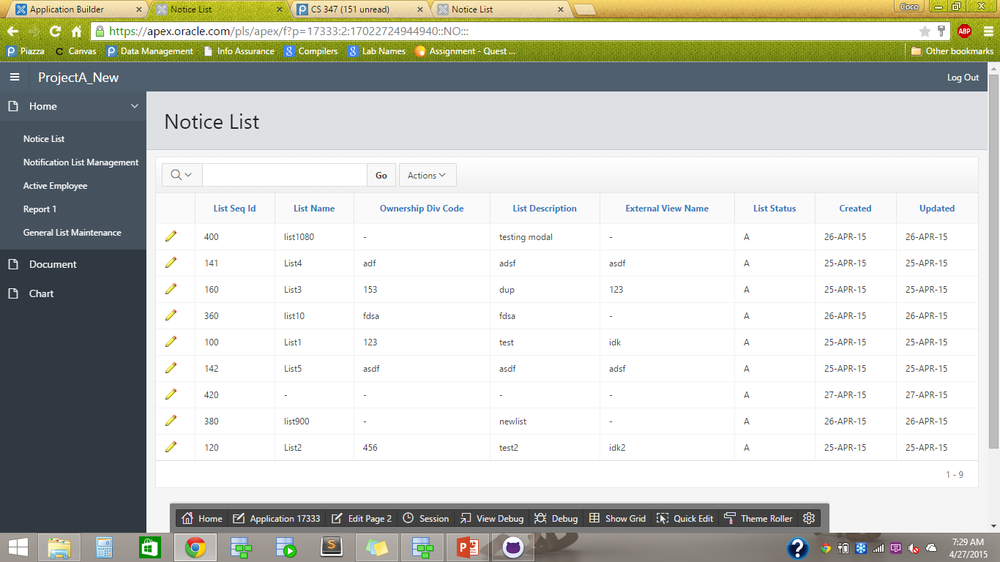 Application Builder
Notice List
CS 347 (151 unread)
Notice List
Coco
https://apex.oracle.com/pls/apex/f?p=17333:2:17022724944940::NO:::
ABP
Piazza Canvas Data Management Info Assurance Compilers Lab Names Assignment - Quest ... Other bookmarks
ProjectA_New
Log Out
Home
Notice List
Notification List Management
Active Employee
Report 1
General List Maintenance
Document
Chart
Notice List
Go
Actions
List Seq Id List Name Ownership Div Code List Description External View Name List Status Created Updated
400 list1080 - testing modal - A 26-APR-15 26-APR-15
141 List4 adf adsf asdf A 25-APR-15 25-APR-15
160 List3 153 dup 123 A 25-APR-15 25-APR-15
360 list10 fdsa fdsa - A 26-APR-15 26-APR-15
100 List1 123 test idk A 25-APR-15 25-APR-15
142 List5 asdf asdf adsf A 25-APR-15 25-APR-15
420 - - - - A 27-APR-15 27-APR-15
380 list900 - newlist - A 26-APR-15 26-APR-15
120 List2 456 test2 idk2 A 25-APR-15 25-APR-15
1 - 9
Home Application 17333 Edit Page 2 Session View Debug Debug Show Grid Quick Edit Theme Roller
7:29 AM
4/27/2015